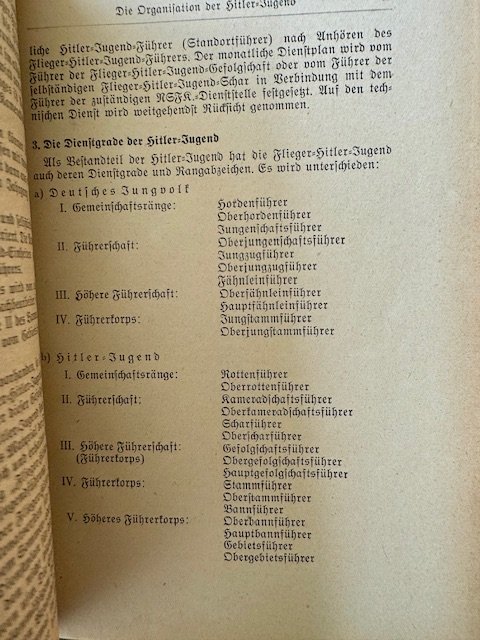 Die Organisation der Hitler-Jugend
liche Hitler-Jugend-Führer (Standortführer) nach Anhören des
Flieger-Hitler-Jugend-Führers. Der monatliche Dienstplan wird vom
Führer der Flieger-Hitler-Jugend-Gefolgschaft oder vom Führer der
selbständigen Flieger-Hitler-Jugend-Schar in Verbindung mit dem
Führer der zuständigen NSFK.-Dienststelle festgesetzt. Auf den tech-
nischen Dienst wird weitgehendst Rücksicht genommen.
3. Die Dienstgrade der Hitler-Jugend
Als Bestandteil der Hitler-Jugend hat die Flieger-Hitler-Jugend
auch deren Dienstgrade und Rangabzeichen. Es wird unterschieden:
a) Deutsches Jungvolk
I. Gemeinschaftsränge: Hordenführer
Oberhordenführer
Jungenschaftsführer
II. Führerschaft: Oberjungenschaftsführer
Jungzugführer
Oberjungzugführer
Fähnleinführer
III. Höhere Führerschaft: Oberfähnleinführer
Hauptfähnleinführer
IV. Führerkorps: Jungstammführer
Oberjungstammführer
b) Hitler-Jugend
I. Gemeinschaftsränge: Rottenführer
Oberrottenführer
II. Führerschaft: Kameradschaftsführer
Oberkameradschaftsführer
Scharführer
Oberscharführer
III. Höhere Führerschaft: Gefolgschaftsführer
(Führerkorps) Obergefolgschaftsführer
Hauptgefolgschaftsführer
IV. Führerkorps: Stammführer
Oberstammführer
Bannführer
V. Höheres Führerkorps: Oberbannführer
Hauptbannführer
Gebietsführer
Obergebietsführer